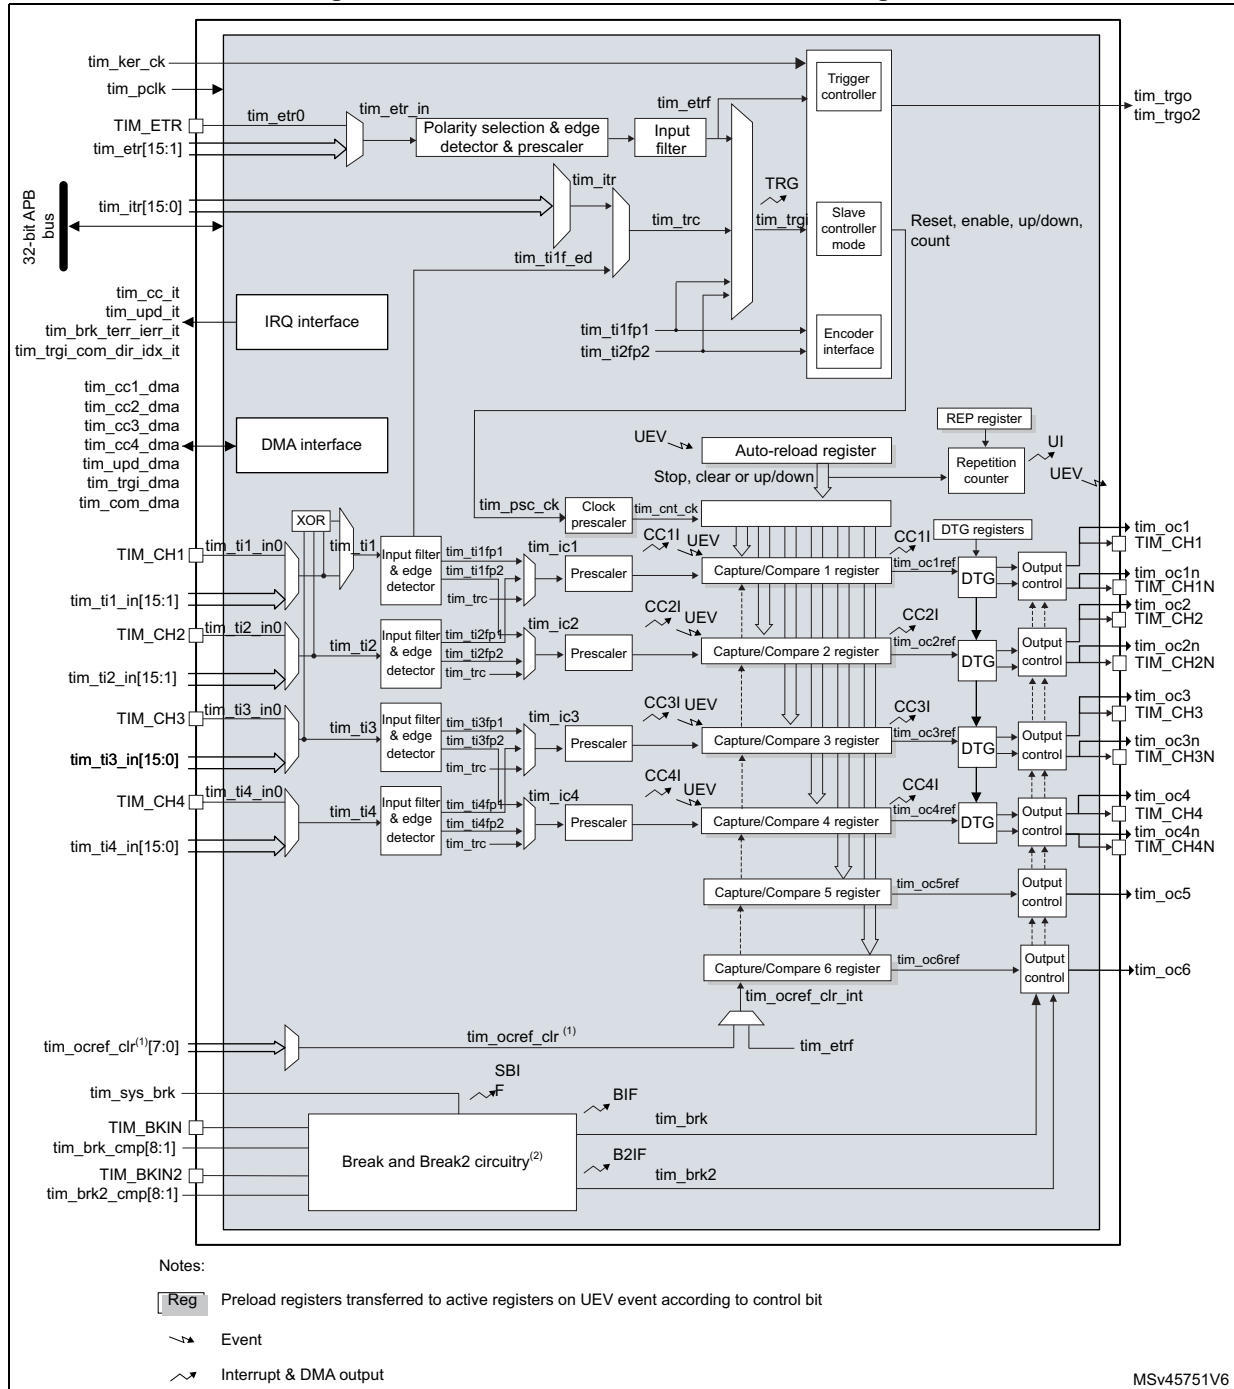 tim_ker_ck
tim_pclk
TIM_ETR
tim_etr0
tim_etr_in
tim_etr[15:1]
Polarity selection & edge
detector & prescaler
Input
filter
tim_etrf
Trigger
controller
tim_trgo
tim_trgo2
32-bit APB
bus
tim_itr[15:0]
tim_itr
tim_trc
tim_ti1f_ed
TRG
tim_trgi
Slave
controller
mode
Reset, enable, up/down,
count
tim_ti1fp1
tim_ti2fp2
Encoder
interface
tim_cc_it
tim_upd_it
tim_brk_terr_ierr_it
tim_trgi_com_dir_idx_it
IRQ interface
tim_cc1_dma
tim_cc2_dma
tim_cc3_dma
tim_cc4_dma
tim_upd_dma
tim_trgi_dma
tim_com_dma
DMA interface
REP register
UEV
Auto-reload register
Repetition
counter
UI
UEV
Stop, clear or up/down
tim_psc_ck
Clock
prescaler
tim_cnt_ck
DTG registers
XOR
TIM_CH1
tim_ti1_in0
tim_ti1
tim_ti1_in[15:1]
Input filter
& edge
detector
tim_ti1fp1
tim_ti1fp2
tim_trc
tim_ic1
Prescaler
CC1I
UEV
Capture/Compare 1 register
CC1I
tim_oc1ref
DTG
Output
control
tim_oc1
TIM_CH1
tim_oc1n
TIM_CH1N
TIM_CH2
tim_ti2_in0
tim_ti2
tim_ti2_in[15:1]
Input filter
& edge
detector
tim_ti2fp1
tim_ti2fp2
tim_trc
tim_ic2
Prescaler
CC2I
UEV
Capture/Compare 2 register
CC2I
tim_oc2ref
DTG
Output
control
tim_oc2
TIM_CH2
tim_oc2n
TIM_CH2N
TIM_CH3
tim_ti3_in0
tim_ti3
tim_ti3_in[15:0]
Input filter
& edge
detector
tim_ti3fp1
tim_ti3fp2
tim_trc
tim_ic3
Prescaler
CC3I
UEV
Capture/Compare 3 register
CC3I
tim_oc3ref
DTG
Output
control
tim_oc3
TIM_CH3
tim_oc3n
TIM_CH3N
TIM_CH4
tim_ti4_in0
tim_ti4
tim_ti4_in[15:0]
Input filter
& edge
detector
tim_ti4fp1
tim_ti4fp2
tim_trc
tim_ic4
Prescaler
CC4I
UEV
Capture/Compare 4 register
CC4I
tim_oc4ref
DTG
Output
control
tim_oc4
TIM_CH4
tim_oc4n
TIM_CH4N
Capture/Compare 5 register
tim_oc5ref
Output
control
tim_oc5
Capture/Compare 6 register
tim_oc6ref
Output
control
tim_oc6
tim_ocref_clr_int
tim_ocref_clr(1)[7:0]
tim_ocref_clr (1)
tim_etrf
tim_sys_brk
SBI
F
TIM_BKIN
tim_brk_cmp[8:1]
TIM_BKIN2
tim_brk2_cmp[8:1]
Break and Break2 circuitry(2)
BIF
tim_brk
B2IF
tim_brk2
Notes:
Reg Preload registers transferred to active registers on UEV event according to control bit
Event
Interrupt & DMA output
MSv45751V6